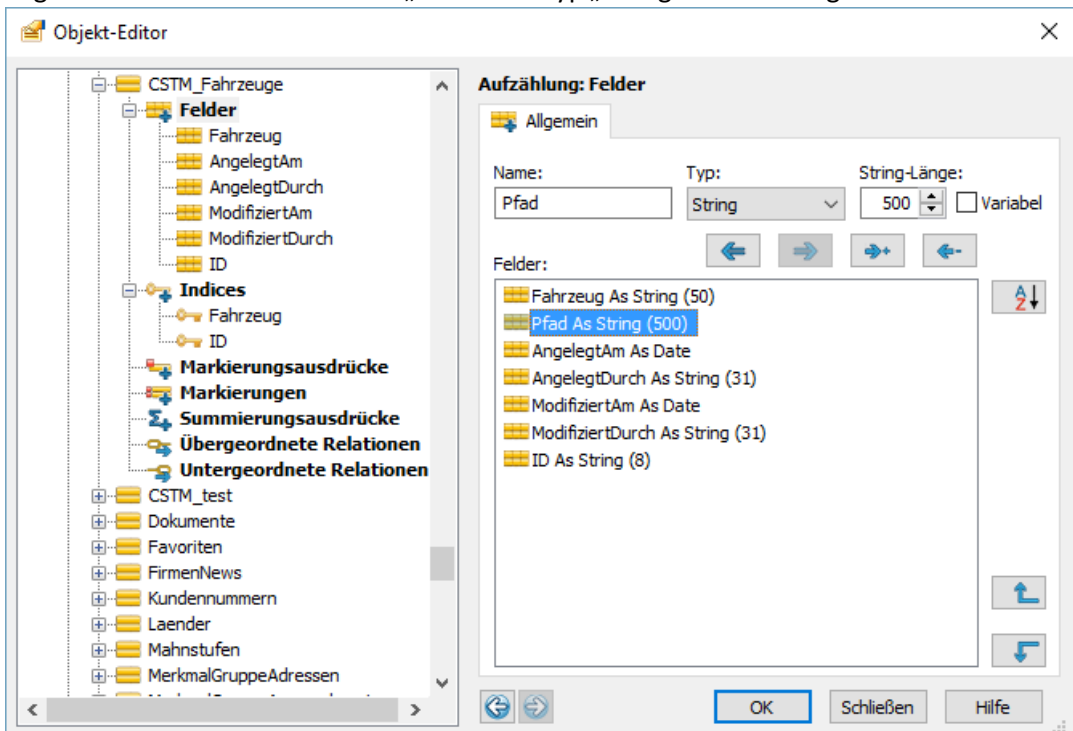 Objekt-Editor
CSTM_Fahrzeuge
Felder
Fahrzeug
AngelegtAm
AngelegtDurch
ModifiziertAm
ModifiziertDurch
ID
Indices
Fahrzeug
ID
Markierungsausdrücke
Markierungen
Summierungsausdrücke
Übergeordnete Relationen
Untergeordnete Relationen
CSTM_test
Dokumente
Favoriten
FirmenNews
Kundennummern
Laender
Mahnstufen
MerkmalGruppeAdressen
Aufzählung: Felder
Allgemein
Name: Typ: String-Länge:
Pfad String 500 Variabel
Felder:
Fahrzeug As String (50)
Pfad As String (500)
AngelegtAm As Date
AngelegtDurch As String (31)
ModifiziertAm As Date
ModifiziertDurch As String (31)
ID As String (8)
A
Z
OK Schließen Hilfe